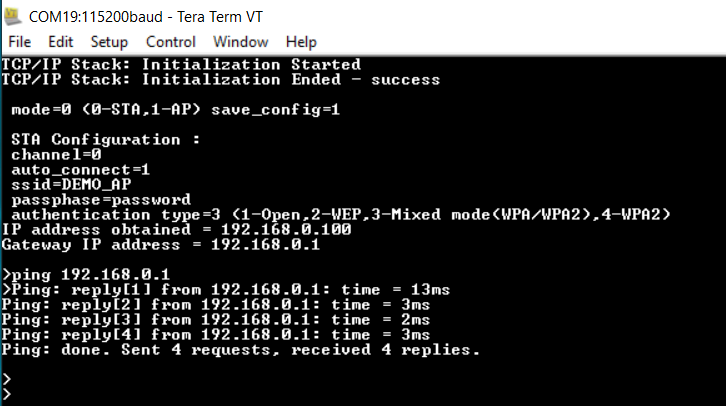 COM19:115200baud - Tera Term VT
File Edit Setup Control Window Help
TCP/IP Stack: Initialization Started
TCP/IP Stack: Initialization Ended - success
mode=0 (0-STA,1-AP) save_config=1
STA Configuration :
channel=0
auto_connect=1
ssid=DEMO_AP
passphase=password
authentication type=3 (1-Open,2-WEP,3-Mixed mode(WPA/WPA2),4-WPA2)
IP address obtained = 192.168.0.100
Gateway IP address = 192.168.0.1
>ping 192.168.0.1
>Ping: reply[1] from 192.168.0.1: time = 13ms
Ping: reply[2] from 192.168.0.1: time = 3ms
Ping: reply[3] from 192.168.0.1: time = 2ms
Ping: reply[4] from 192.168.0.1: time = 3ms
Ping: done. Sent 4 requests, received 4 replies.
>
>